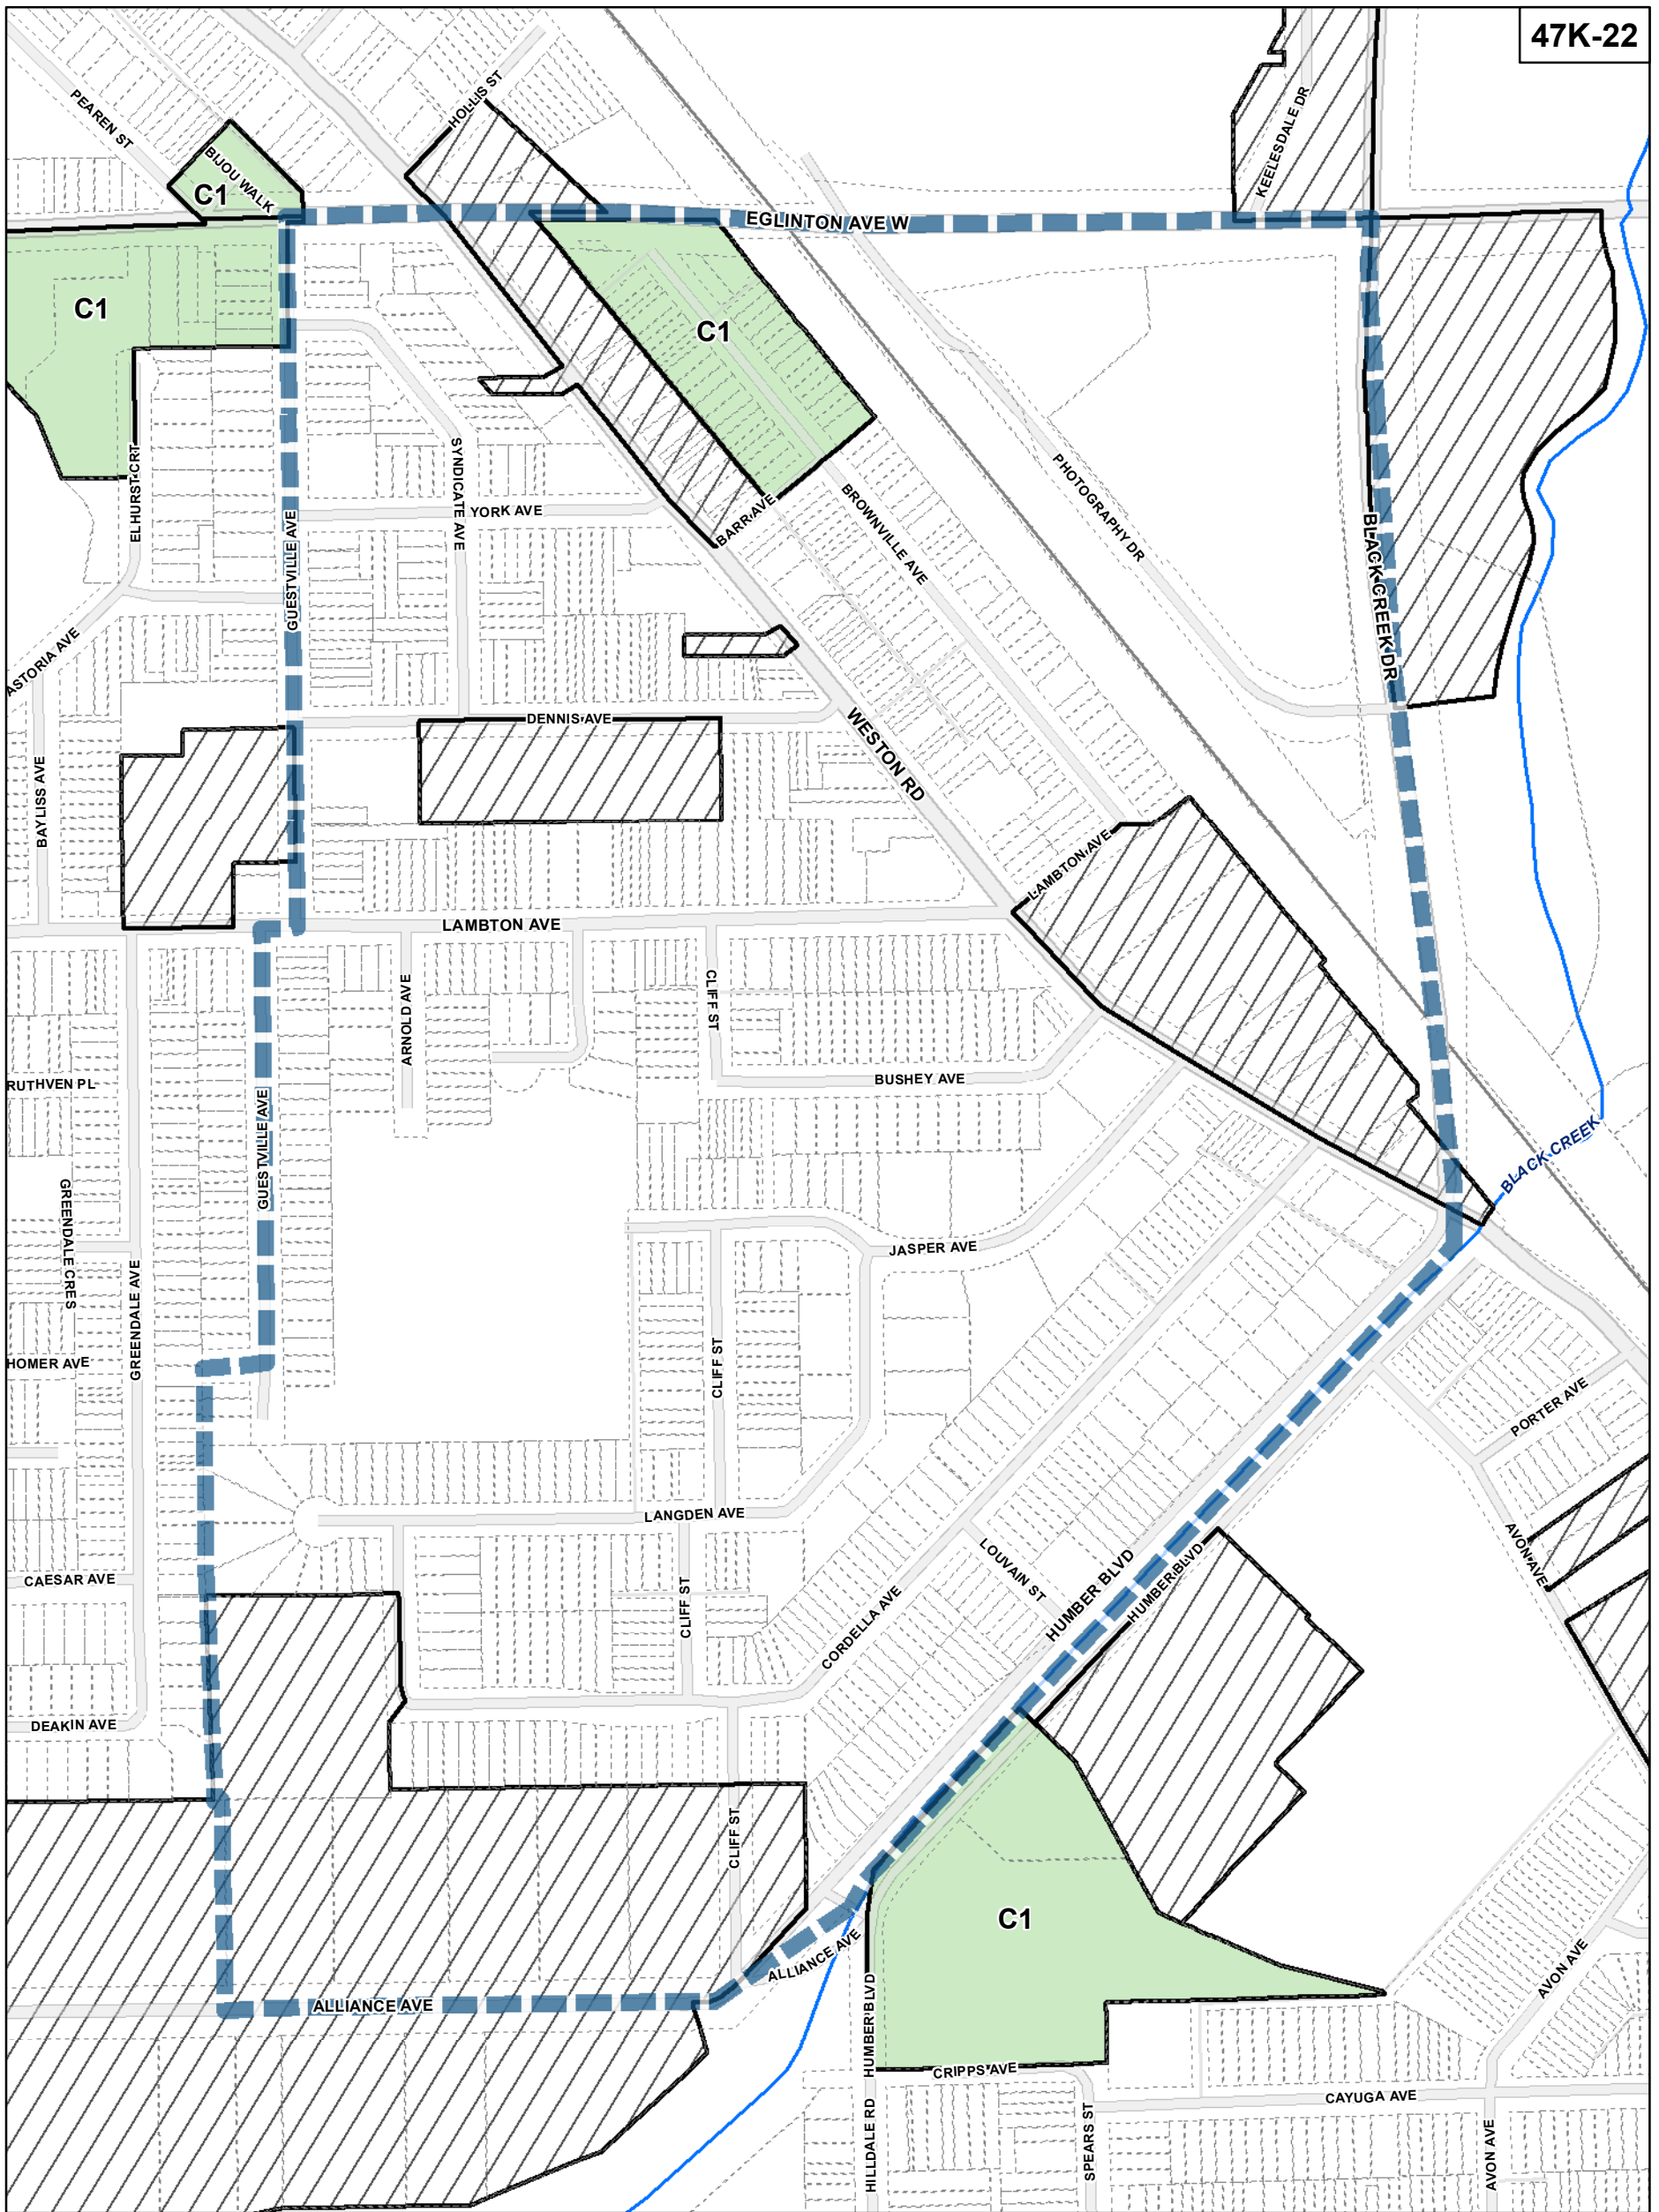 47K-22
HOLLIS ST
PEAREN ST
KEELESDALE DR
BIJOU WALK
C1
EGLINTON AVE W
C1
C1
ELHURST CRT
SYNDICATE AVE
YORK AVE
BARR AVE
BROWNVILLE AVE
PHOTOGRAPHY DR
BLACK CREEK DR
GUESTVILLE AVE
ASTORIA AVE
DENNIS AVE
WESTON RD
BAYLISS AVE
LAMBTON AVE
LAMBTON AVE
CLIFF ST
ARNOLD AVE
BUSHEY AVE
RUTHVEN PL
GUESTVILLE AVE
BLACK CREEK
GREENDALE CRES
JASPER AVE
GREENDALE AVE
CLIFF ST
HOMER AVE
PORTER AVE
LANGDEN AVE
AVON AVE
LOUVAIN ST
HUMBER BLVD
HUMBER BLVD
CAESAR AVE
CLIFF ST
CORDELLA AVE
DEAKIN AVE
CLIFF ST
C1
ALLIANCE AVE
AVON AVE
ALLIANCE AVE
HUMBER BLVD
CRIPPS AVE
CAYUGA AVE
HILLDALE RD
SPEARS ST
AVON AVE